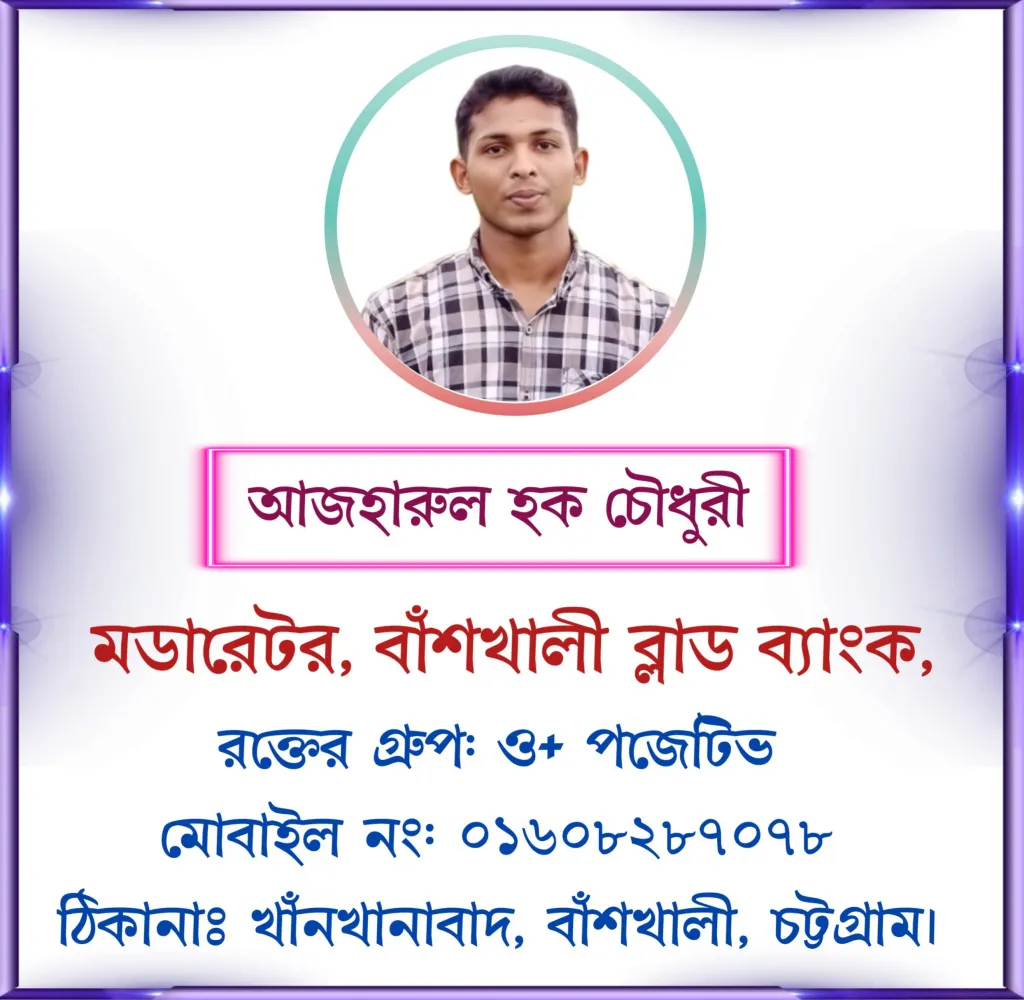 আজহারুল হক চৌধুরী
মডারেটর, বাঁশখালী ব্লাড ব্যাংক,
রক্তের গ্রুপঃ ও+ পজেটিভ
মোবাইল নংঃ ০১৬০৮২৮৭০৭৮
ঠিকানাঃ খাঁনখানাবাদ, বাঁশখালী, চট্টগ্রাম।